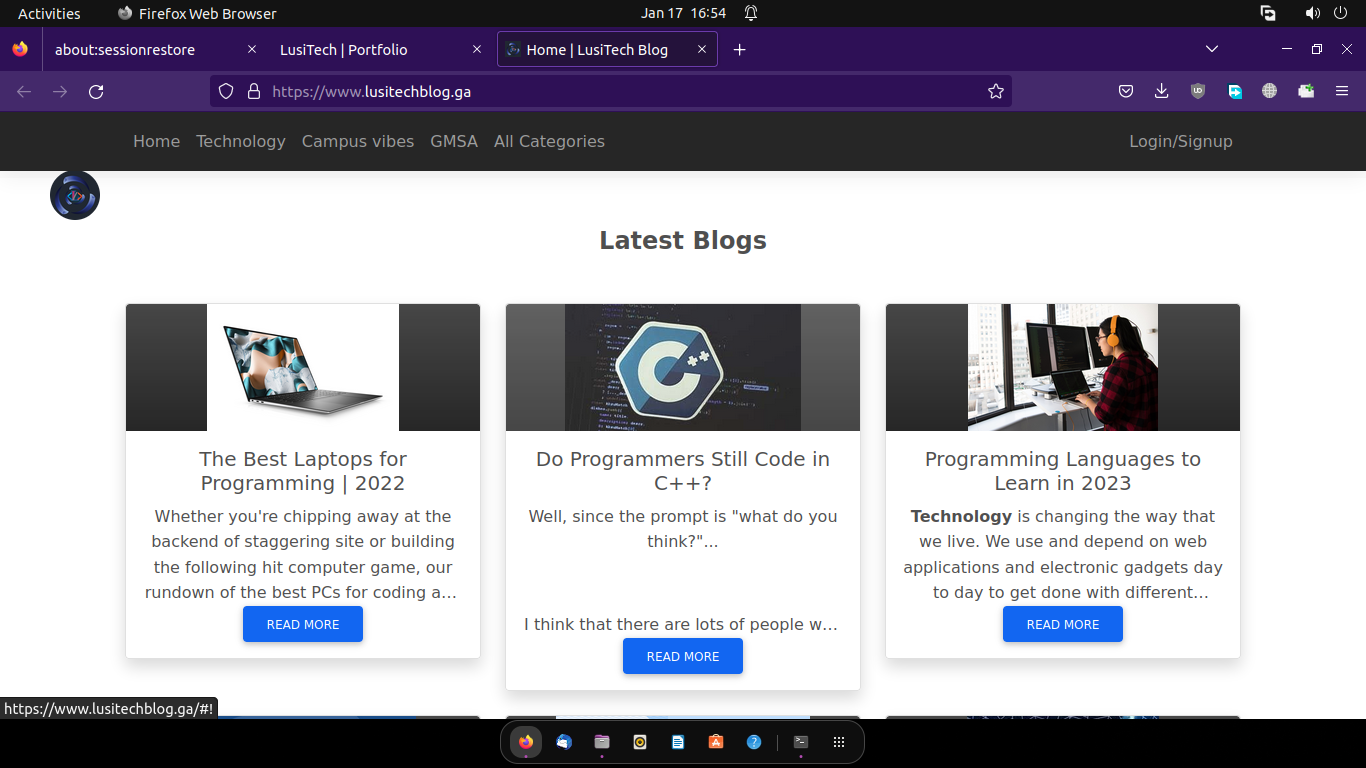 Activities
Firefox Web Browser
Jan 17 16:54
about:sessionrestore
LusiTech | Portfolio
Home | LusiTech Blog
https://www.lusitechblog.ga
Home
Technology
Campus vibes
GMSA
All Categories
Login/Signup
Latest Blogs
The Best Laptops for
Programming | 2022
Whether you're chipping away at the
backend of staggering site or building
the following hit computer game, our
rundown of the best PCs for coding a...
READ MORE
Do Programmers Still Code in
C++?
Well, since the prompt is "what do you
think?"...
I think that there are lots of people w...
READ MORE
Programming Languages to
Learn in 2023
Technology is changing the way that
we live. We use and depend on web
applications and electronic gadgets day
to day to get done with different...
READ MORE
https://www.lusitechblog.ga/#!